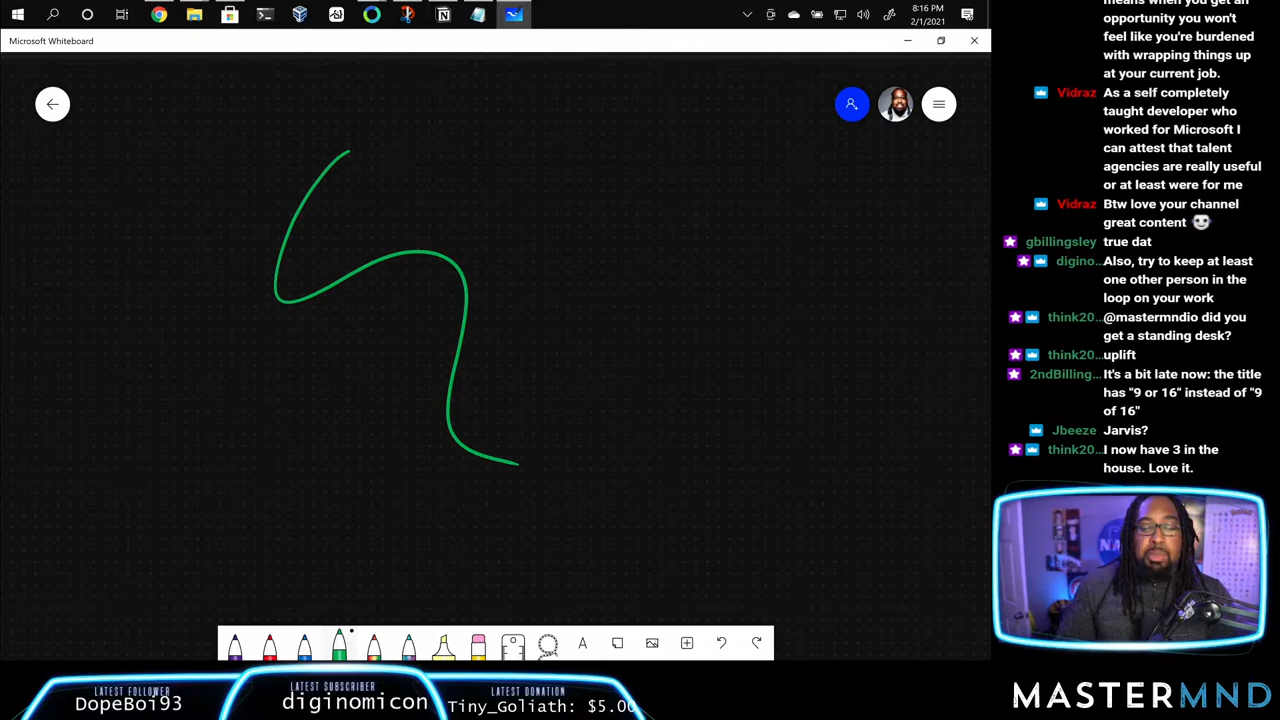 8:16 PM
2/1/2021
Microsoft Whiteboard
means when you get an
opportunity you won't
feel like you're burdened
with wrapping things up
at your current job.
Vidraz As a self completely
taught developer who
worked for Microsoft I
can attest that talent
agencies are really useful
or at least were for me
Vidraz Btw love your channel
great content
gbillingsley true dat
digino... Also, try to keep at least
one other person in the
loop on your work
think20... @mastermndio did you
get a standing desk?
think20... uplift
2ndBilling... It's a bit late now: the title
has "9 or 16" instead of "9
of 16"
Jbeeze Jarvis?
think20... I now have 3 in the
house. Love it.
LATEST FOLLOWER
DopeBoi93
LATEST SUBSCRIBER
diginomicon
LATEST DONATION
Tiny_Goliath: $5.00
MASTERMND